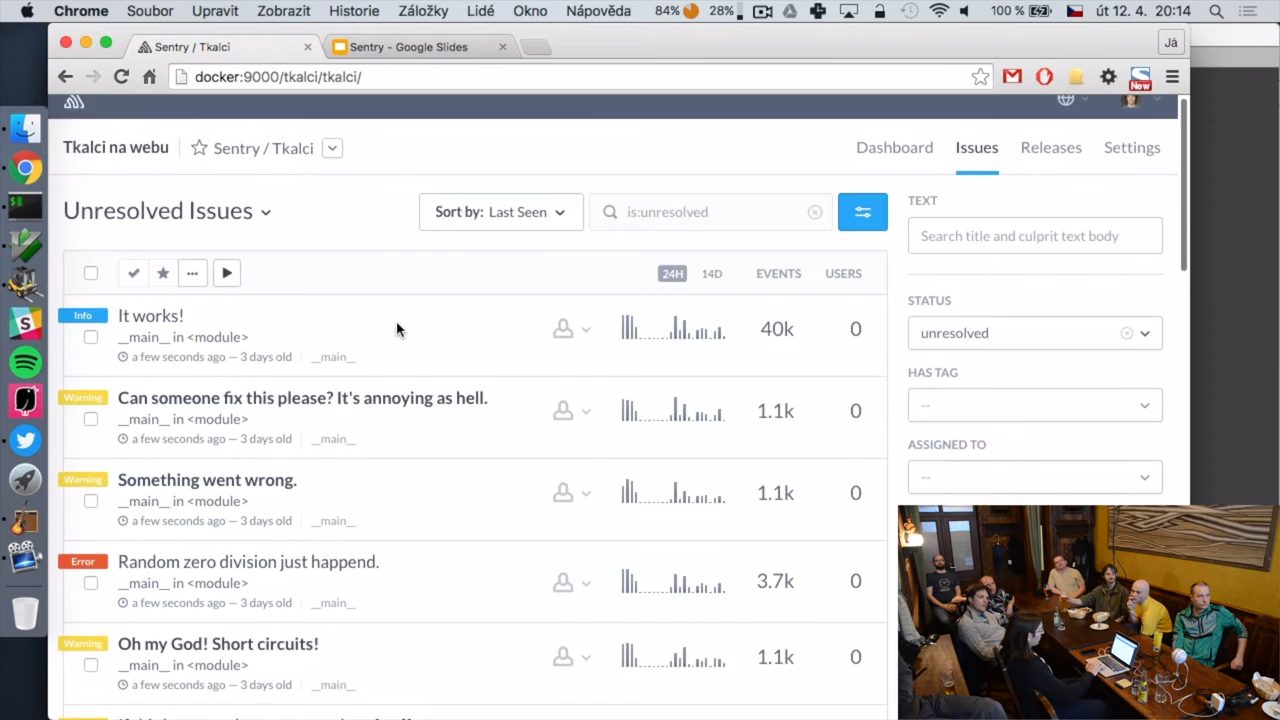 Chrome Soubor Upravit Zobrazit Historie Záložky Lidé Okno Nápověda 84% 28% 100 % út 12. 4. 20:14
Sentry / Tkalci
Sentry - Google Slides
Já
docker:9000/tkalci/tkalci/
New
Tkalci na webu Sentry / Tkalci
Dashboard Issues Releases Settings
Unresolved Issues
Sort by: Last Seen
is:unresolved
24H 14D EVENTS USERS
Info It works!
__main__ in <module>
a few seconds ago — 3 days old __main__
40k 0
Warning Can someone fix this please? It's annoying as hell.
__main__ in <module>
a few seconds ago — 3 days old __main__
1.1k 0
Warning Something went wrong.
__main__ in <module>
a few seconds ago — 3 days old __main__
1.1k 0
Error Random zero division just happend.
__main__ in <module>
a few seconds ago — 3 days old __main__
3.7k 0
Warning Oh my God! Short circuits!
__main__ in <module>
a few seconds ago — 3 days old __main__
1.1k 0
TEXT
Search title and culprit text body
STATUS
unresolved
HAS TAG
--
ASSIGNED TO
--